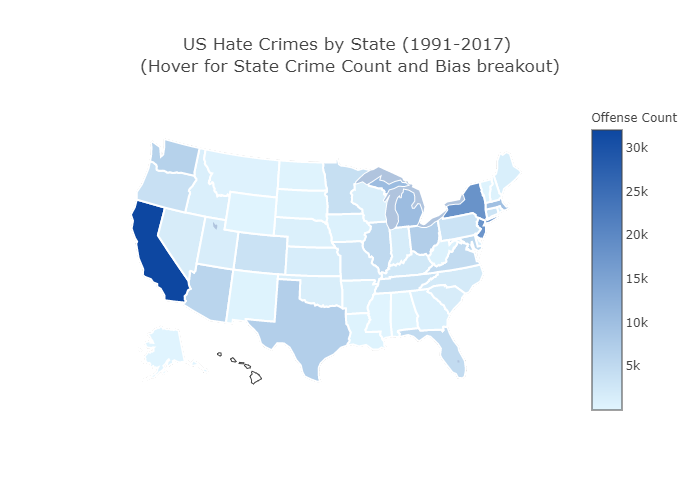 US Hate Crimes by State (1991-2017)
(Hover for State Crime Count and Bias breakout)
Offense Count
30k
25k
20k
15k
10k
5k